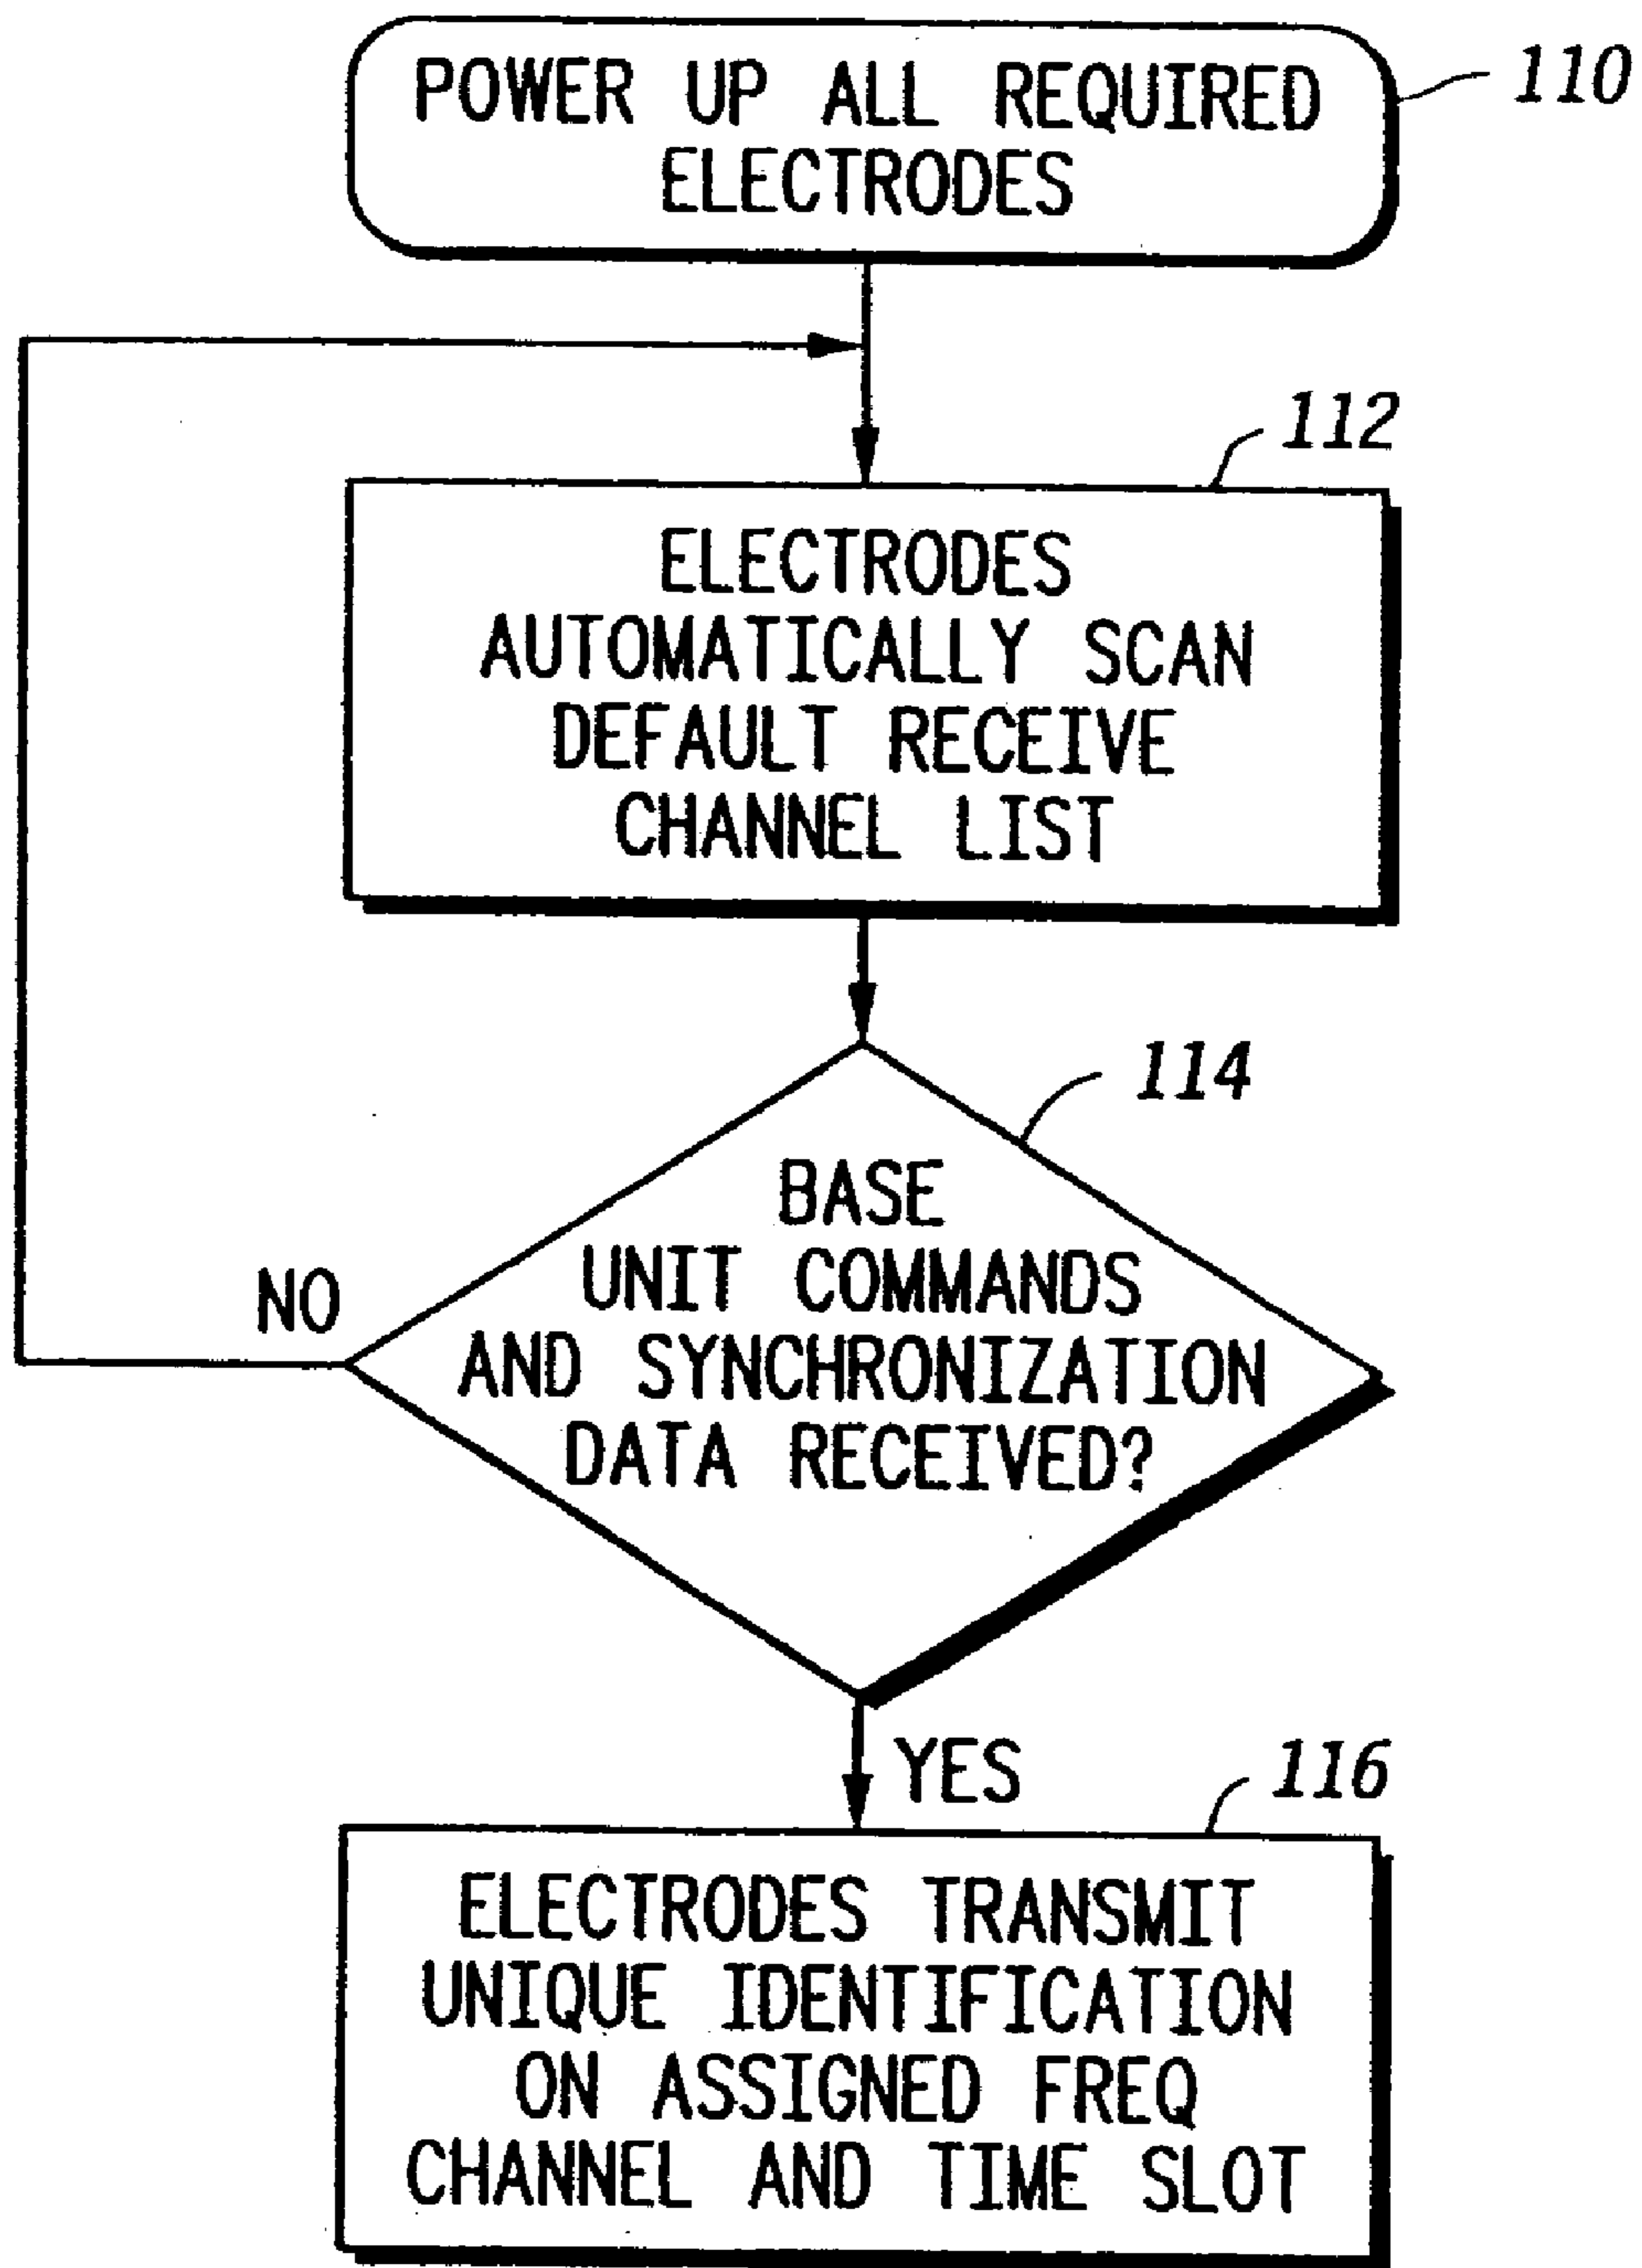 POWER UP ALL REQUIRED
ELECTRODES
110
112
ELECTRODES
AUTOMATICALLY SCAN
DEFAULT RECEIVE
CHANNEL LIST
114
BASE
UNIT COMMANDS
AND SYNCHRONIZATION
DATA RECEIVED?
NO
YES
116
ELECTRODES TRANSMIT
UNIQUE IDENTIFICATION
ON ASSIGNED FREQ
CHANNEL AND TIME SLOT